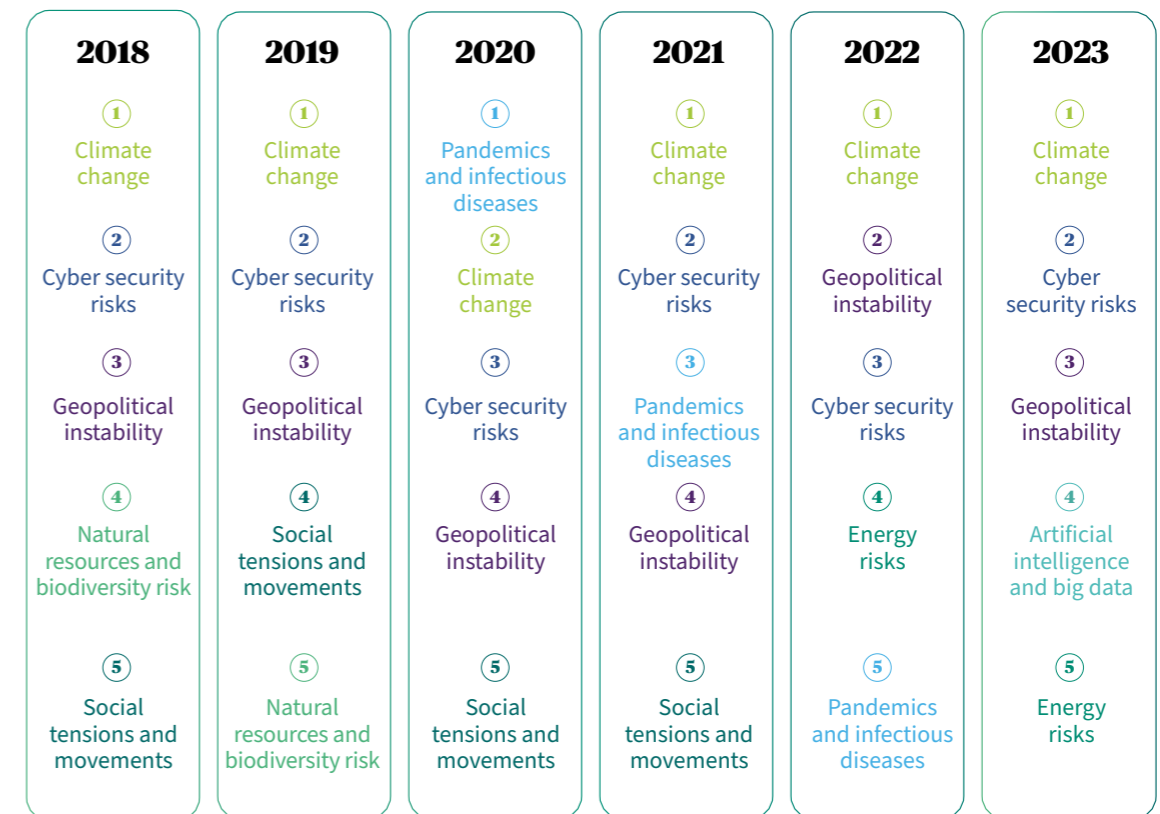 2018
1
Climate
change
2
Cyber security
risks
3
Geopolitical
instability
4
Natural
resources and
biodiversity risk
5
Social
tensions and
movements
2019
1
Climate
change
2
Cyber security
risks
3
Geopolitical
instability
4
Social
tensions and
movements
5
Natural
resources and
biodiversity risk
2020
1
Pandemics
and infectious
diseases
2
Climate
change
3
Cyber security
risks
4
Geopolitical
instability
5
Social
tensions and
movements
2021
1
Climate
change
2
Cyber security
risks
3
Pandemics
and infectious
diseases
4
Geopolitical
instability
5
Social
tensions and
movements
2022
1
Climate
change
2
Geopolitical
instability
3
Cyber security
risks
4
Energy
risks
5
Pandemics
and infectious
diseases
2023
1
Climate
change
2
Cyber
security risks
3
Geopolitical
instability
4
Artificial
intelligence
and big data
5
Energy
risks